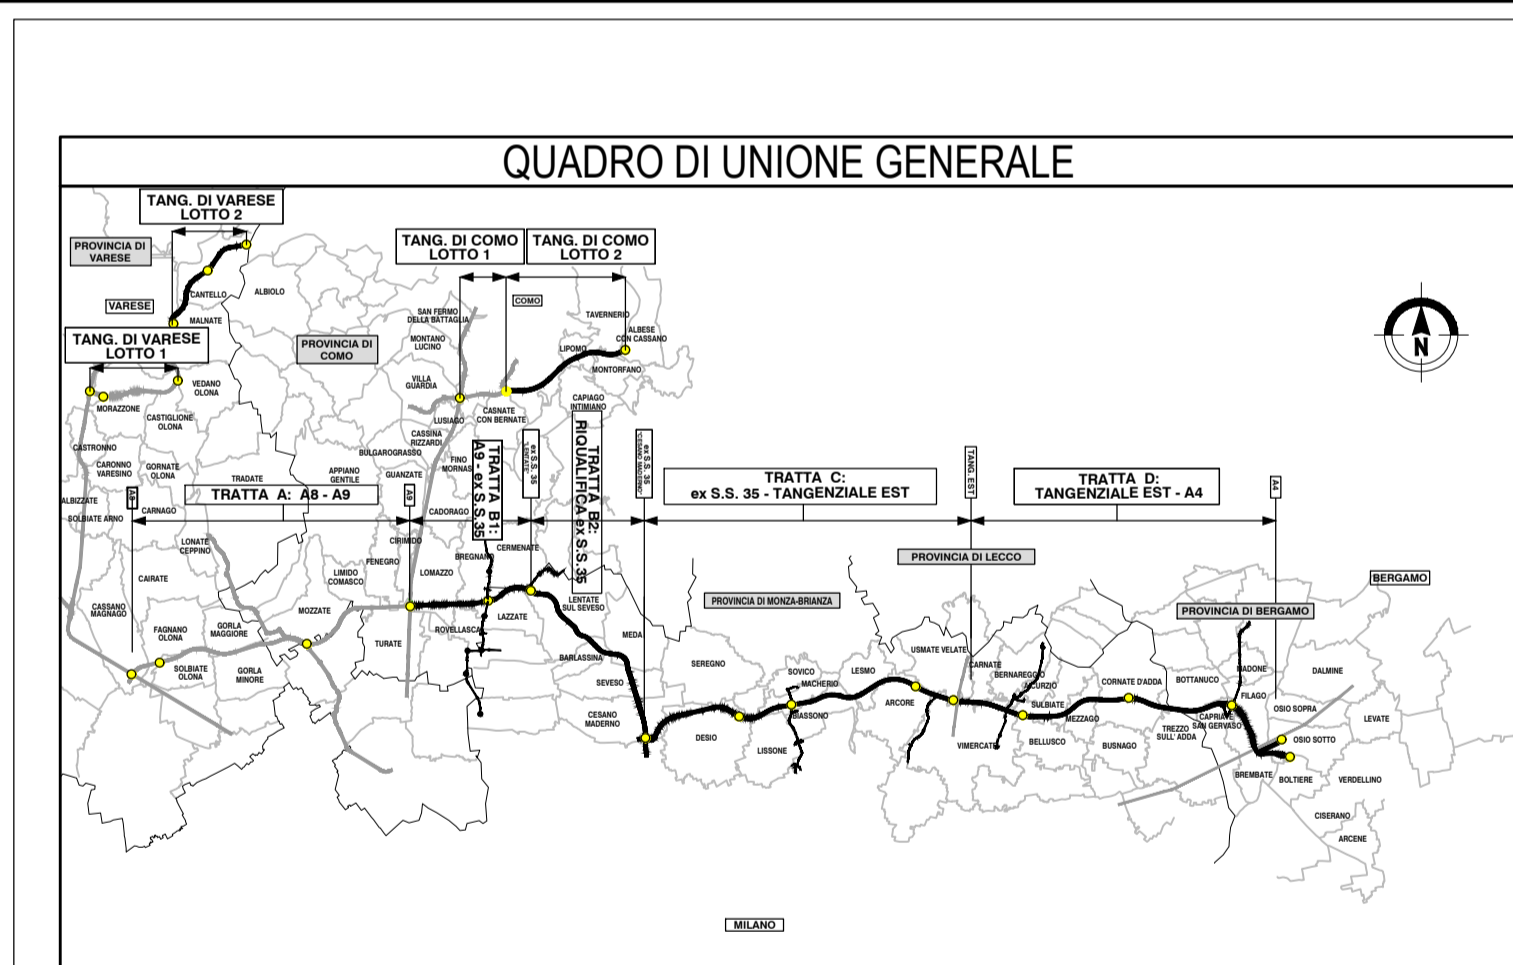 QUADRO DI UNIONE GENERALE
TANG. DI VARESE
LOTTO 2
PROVINCIA DI
VARESE
TANG. DI COMO
LOTTO 1
TANG. DI COMO
LOTTO 2
CANTELLO
ALBIOLO
VARESE
MALNATE
COMO
SAN FERMO
DELLA BATTAGLIA
TAVERNERIO
ALBESE
CON CASSANO
TANG. DI VARESE
LOTTO 1
PROVINCIA DI
COMO
MONTANO
LUCINO
LIPOMO
MONTORFANO
N
VEDANO
OLONA
VILLA
GUARDIA
MORAZZONE
CASTIGLIONE
OLONA
LUSIAGO
CASNATE
CON BERNATE
CAPIAGO
INTIMIANO
CASTRONNO
CASSINA
RIZZARDI
BULGAROGRASSO
CARONNO
VARESINO
GORNATE
OLONA
TRADATE
APPIANO
GENTILE
GUANZATE
FINO
MORNAS
TRATTA B1:
A9 - ex S.S.35
ex S.S. 35
"LENTATE"
TRATTA B2:
RIQUALIFICA ex S.S.35
ex S.S. 35
"CESANO MADERNO"
TRATTA C:
ex S.S. 35 - TANGENZIALE EST
TANG. EST
TRATTA D:
TANGENZIALE EST - A4
A4
ALBIZZATE
A8
TRATTA A: A8 - A9
A9
SOLBIATE ARNO
CARNAGO
CADORAGO
LONATE
CEPPINO
CIRIMIDO
CERMENATE
BREGNANO
FENEGRO
PROVINCIA DI LECCO
CAIRATE
LIMIDO
COMASCO
LOMAZZO
BERGAMO
CASSANO
MAGNAGO
MOZZATE
LAZZATE
LENTATE
SUL SEVESO
PROVINCIA DI MONZA-BRIANZA
PROVINCIA DI BERGAMO
FAGNANO
OLONA
GORLA
MAGGIORE
ROVELLASCA
MEDA
TURATE
SOLBIATE
OLONA
GORLA
MINORE
BARLASSINA
SEREGNO
USMATE VELATE
CARNATE
SEVESO
SOVICO
MACHERIO
LESMO
BERNAREGGIO
CORNATE D'ADDA
BOTTANUCO
MADONE
DALMINE
CESANO
MADERNO
BIASSONO
ARCORE
SULBIATE
MEZZAGO
FILAGO
CAPRIATE
SAN GERVASO
OSIO SOPRA
LEVATE
DESIO
LISSONE
VIMERCATE
BELLUSCO
BUSNAGO
TREZZO
SULL' ADDA
OSIO SOTTO
BREMBATE
BOLTIERE
VERDELLINO
CISERANO
ARCENE
MILANO